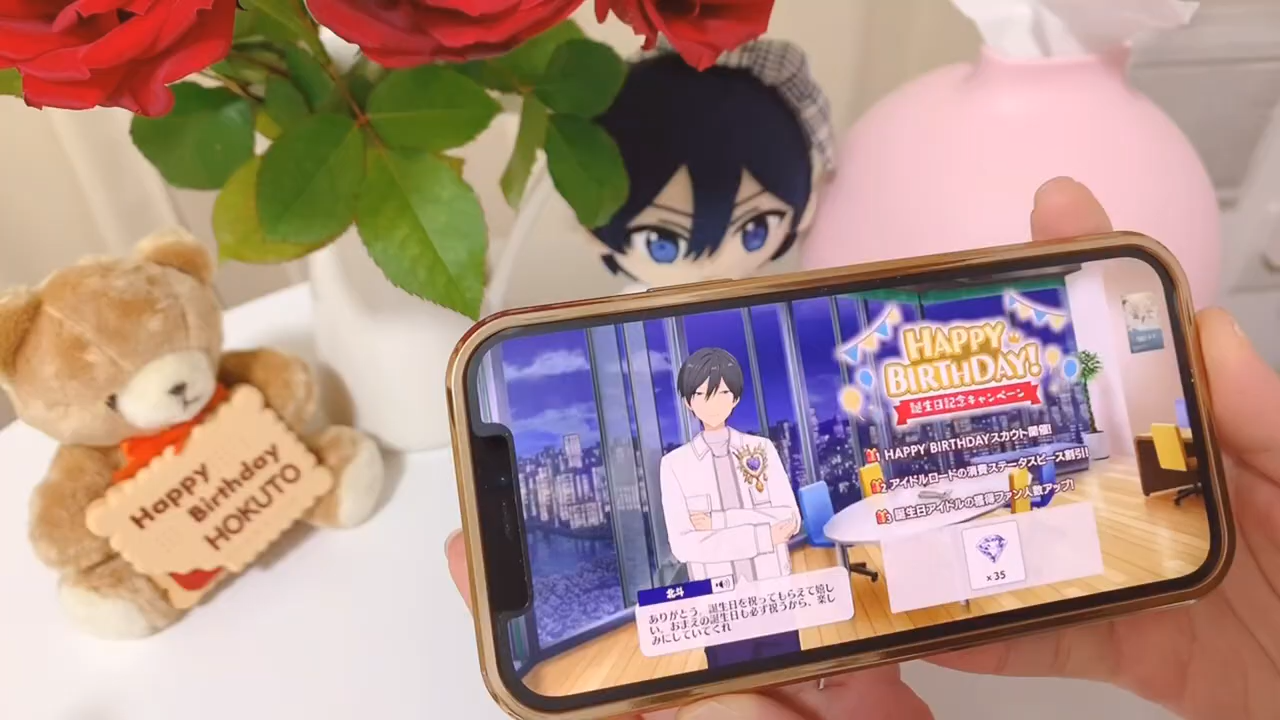 Happy
Birthday
HOKUTO
HAPPY
BIRTHDAY!
誕生日記念キャンペーン
1 HAPPY BIRTHDAYスカウト開催!
2 アイドルロードの消費ステータスピース割引!
3 誕生日アイドルの獲得ファン人数アップ!
×35
北斗
ありがとう。誕生日を祝ってもらえて嬉し
い。おまえの誕生日も必ず祝うから、楽し
みにしていてくれ